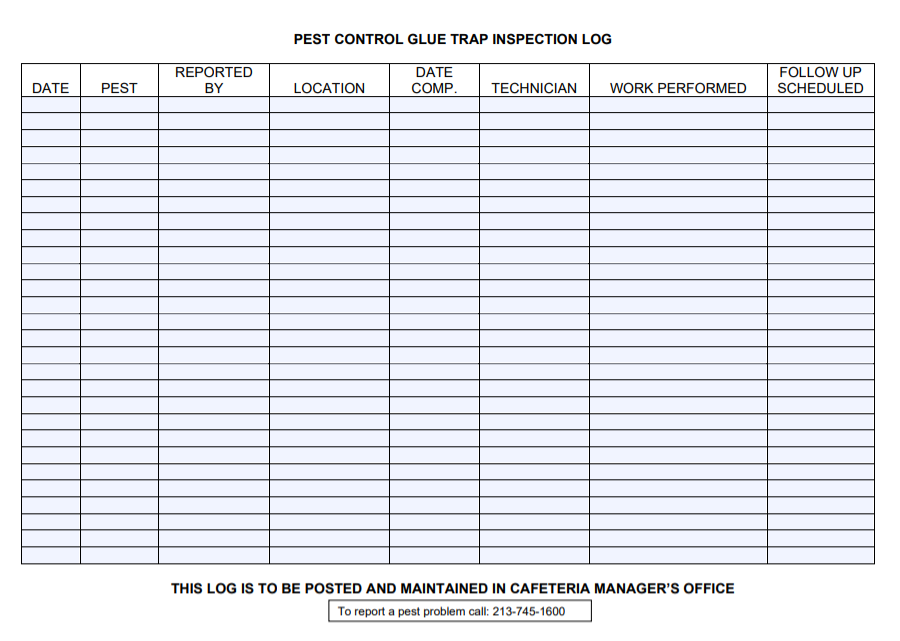 PEST CONTROL GLUE TRAP INSPECTION LOG
DATE PEST REPORTED BY LOCATION DATE COMP. TECHNICIAN WORK PERFORMED FOLLOW UP SCHEDULED
THIS LOG IS TO BE POSTED AND MAINTAINED IN CAFETERIA MANAGER'S OFFICE
To report a pest problem call: 213-745-1600